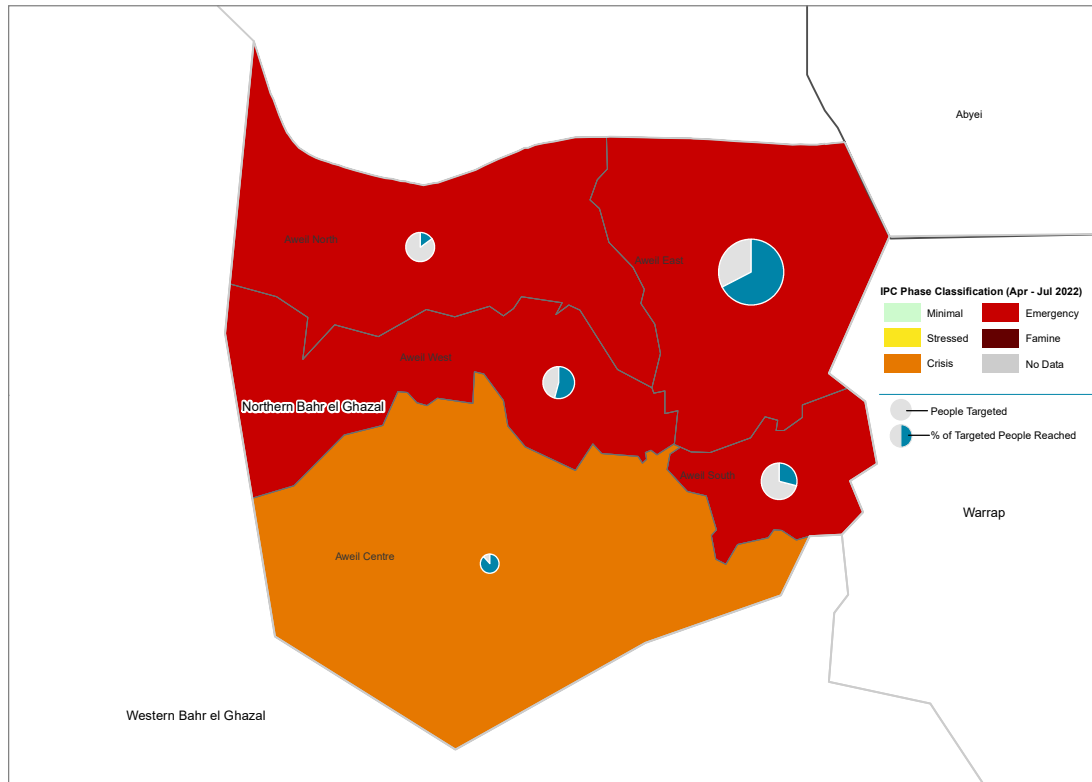 Abyei
Aweil North
Aweil East
IPC Phase Classification (Apr - Jul 2022)
Minimal
Emergency
Stressed
Famine
Crisis
No Data
Aweil West
Northern Bahr el Ghazal
People Targeted
% of Targeted People Reached
Aweil South
Warrap
Aweil Centre
Western Bahr el Ghazal